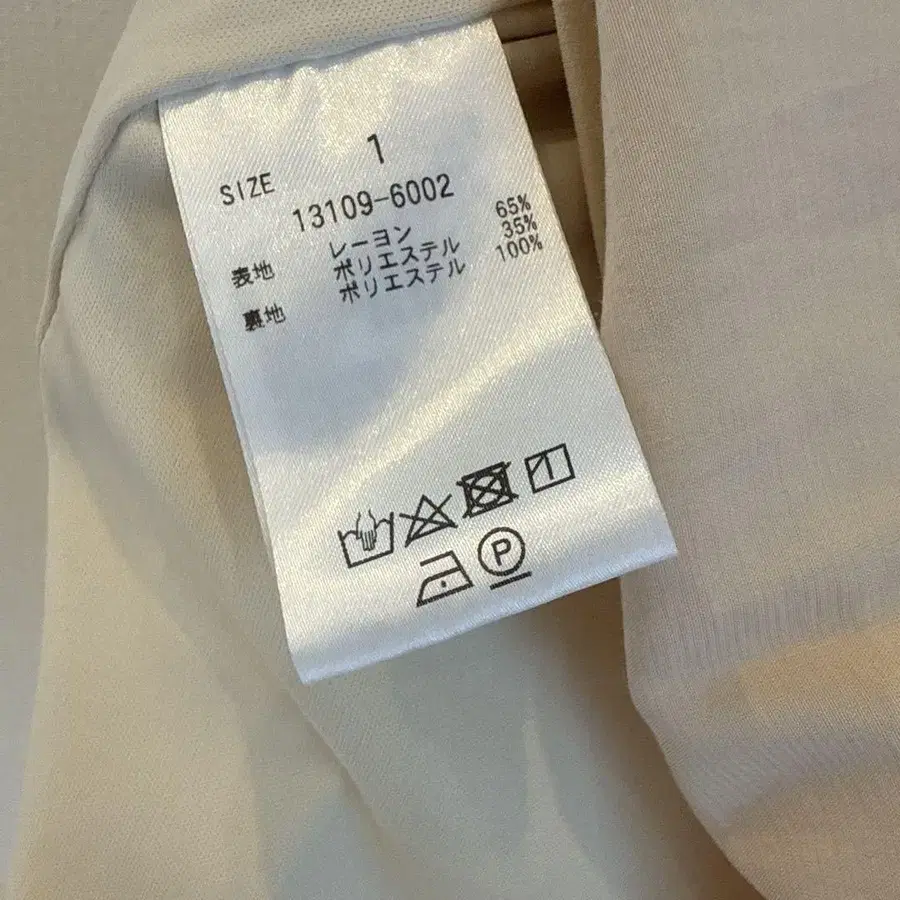 SIZE 1
13109-6002
表地 レーヨン 65%
ポリエステル 35%
裏地 ポリエステル 100%
P